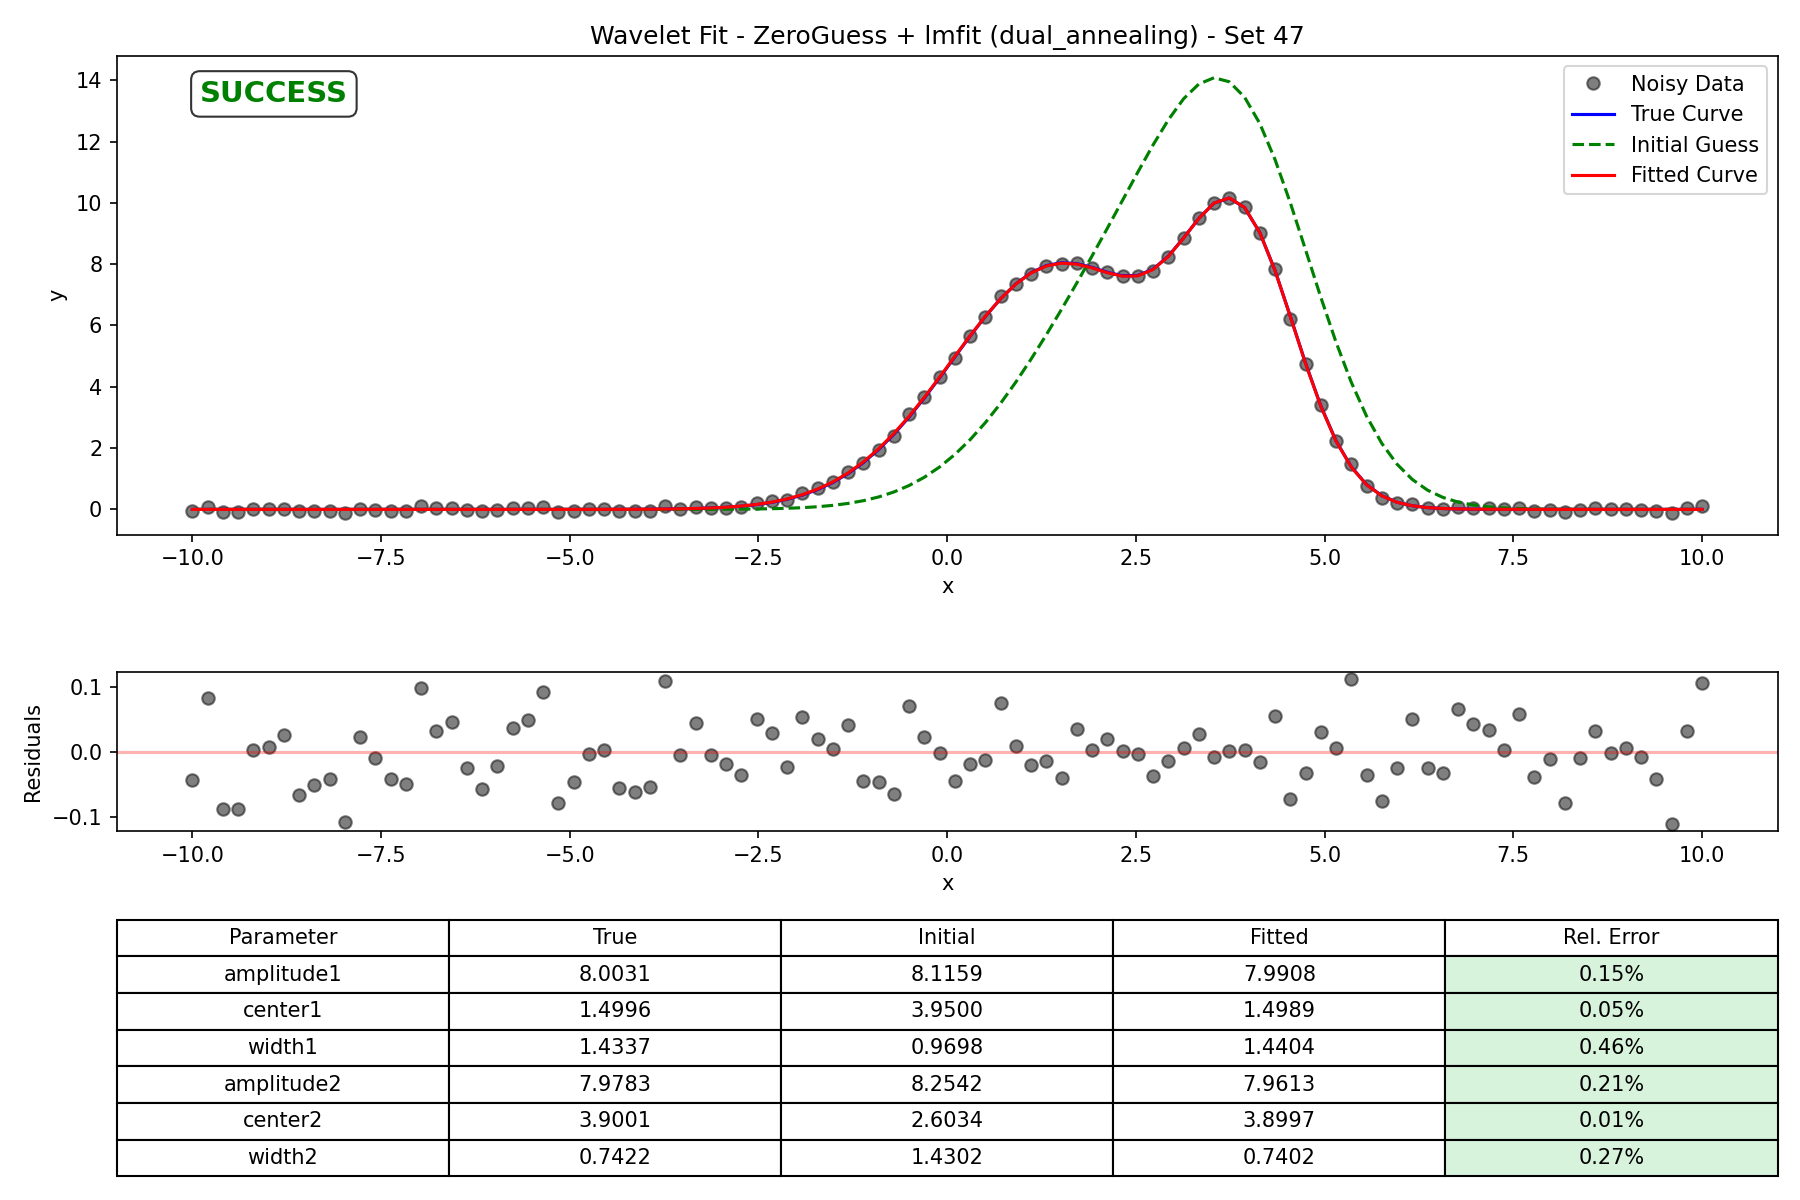 Wavelet Fit - ZeroGuess + lmfit (dual_annealing) - Set 47
SUCCESS
Noisy Data
True Curve
Initial Guess
Fitted Curve
14
12
10
8
6
4
2
0
y
−10.0 −7.5 −5.0 −2.5 0.0 2.5 5.0 7.5 10.0
x
0.1
0.0
−0.1
Residuals
−10.0 −7.5 −5.0 −2.5 0.0 2.5 5.0 7.5 10.0
x
Parameter True Initial Fitted Rel. Error
amplitude1 8.0031 8.1159 7.9908 0.15%
center1 1.4996 3.9500 1.4989 0.05%
width1 1.4337 0.9698 1.4404 0.46%
amplitude2 7.9783 8.2542 7.9613 0.21%
center2 3.9001 2.6034 3.8997 0.01%
width2 0.7422 1.4302 0.7402 0.27%